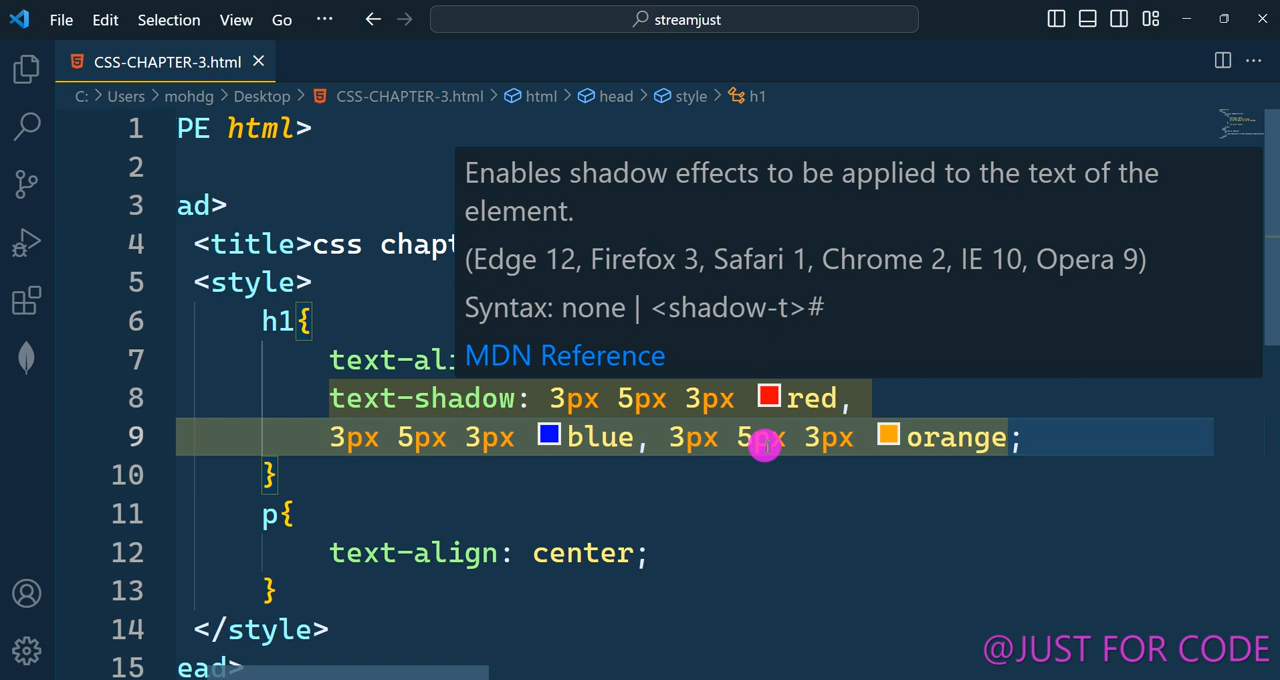 File Edit Selection View Go ··· streamjust
CSS-CHAPTER-3.html
C: > Users > mohdg > Desktop > CSS-CHAPTER-3.html > html > head > style > h1
1 PE html>
2
3 ad>
4 <title>css chapt
5 <style>
6 h1{
7 text-ali
8 text-shadow: 3px 5px 3px red,
9 3px 5px 3px blue, 3px 5px 3px orange;
10 }
11 p{
12 text-align: center;
13 }
14 </style>
15 ead>
Enables shadow effects to be applied to the text of the
element.
(Edge 12, Firefox 3, Safari 1, Chrome 2, IE 10, Opera 9)
Syntax: none | <shadow-t>#
MDN Reference
@JUST FOR CODE